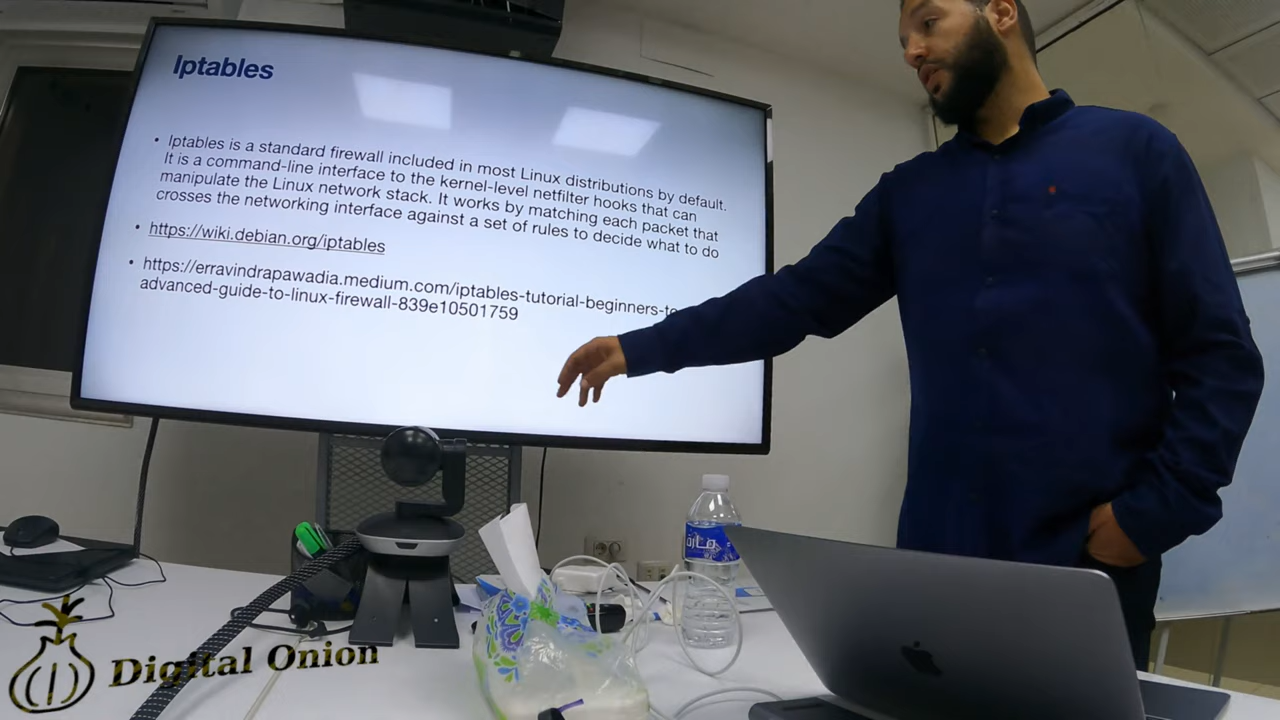 Iptables
• Iptables is a standard firewall included in most Linux distributions by default.
It is a command-line interface to the kernel-level netfilter hooks that can
manipulate the Linux network stack. It works by matching each packet that
crosses the networking interface against a set of rules to decide what to do
• https://wiki.debian.org/iptables
• https://erravindrapawadia.medium.com/iptables-tutorial-beginners-to
advanced-guide-to-linux-firewall-839e10501759
Digital Onion